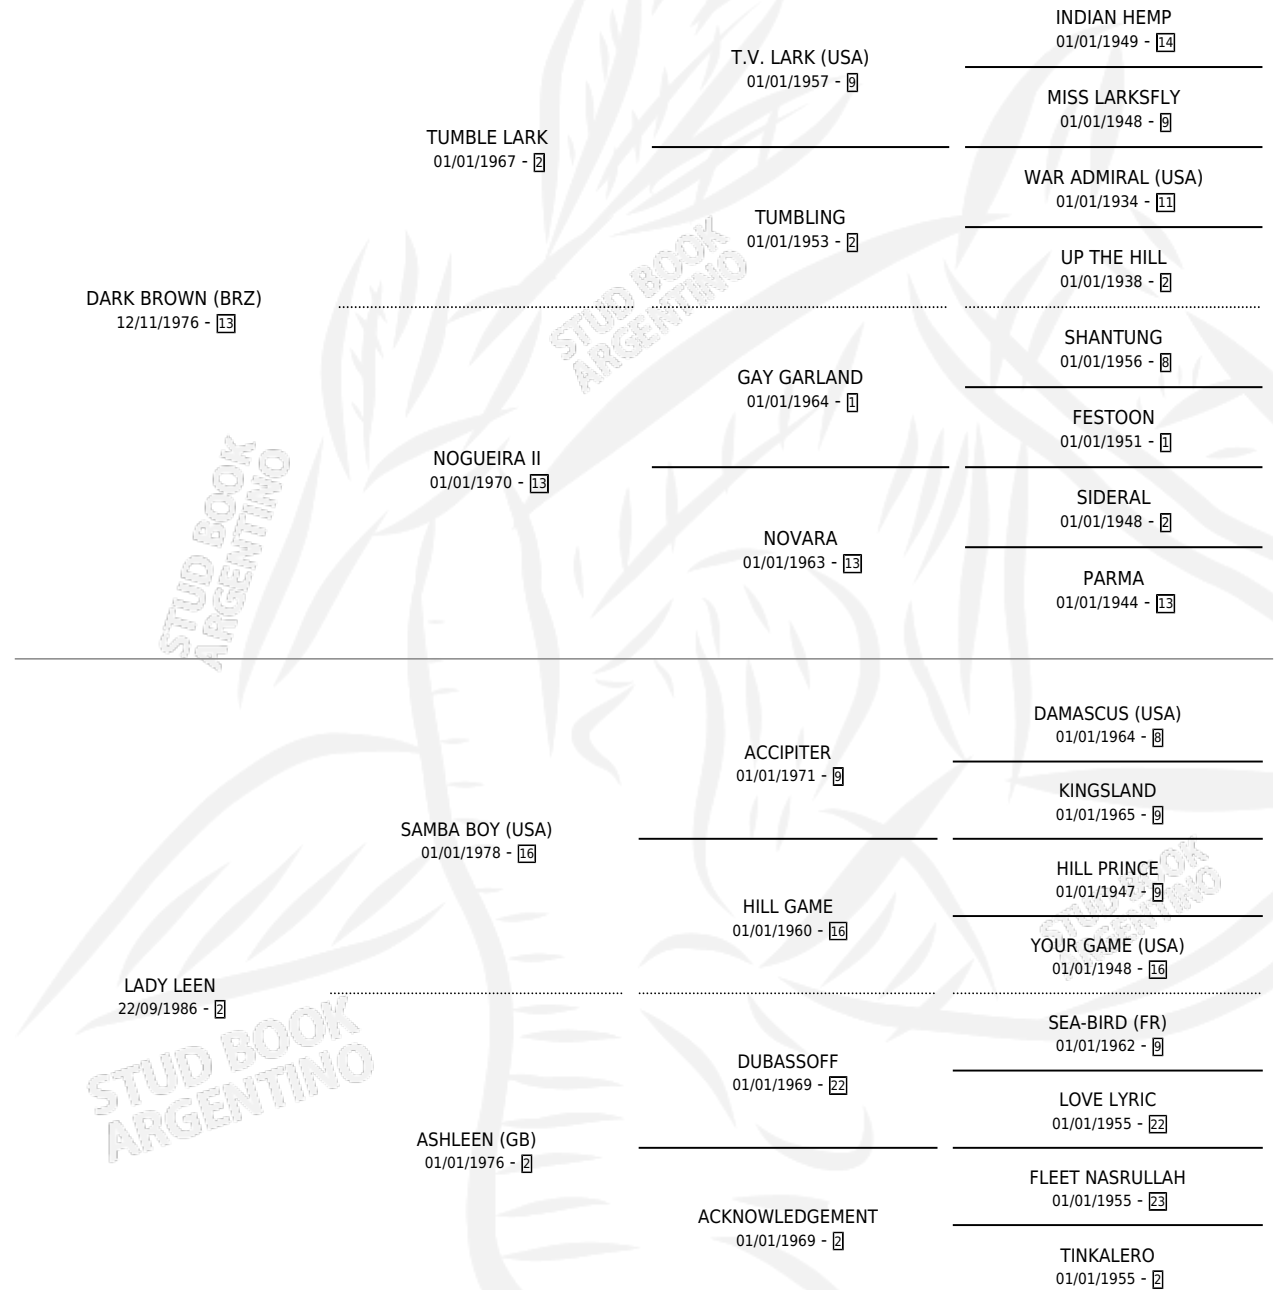 INDIAN HEMP
01/01/1949 - 14
T.V. LARK (USA)
01/01/1957 - 9
MISS LARKSFLY
01/01/1948 - 9
TUMBLE LARK
01/01/1967 - 2
WAR ADMIRAL (USA)
01/01/1934 - 11
TUMBLING
01/01/1953 - 2
UP THE HILL
01/01/1938 - 2
DARK BROWN (BRZ)
12/11/1976 - 13
SHANTUNG
01/01/1956 - 8
GAY GARLAND
01/01/1964 - 1
FESTOON
01/01/1951 - 1
NOGUEIRA II
01/01/1970 - 13
SIDERAL
01/01/1948 - 2
NOVARA
01/01/1963 - 13
PARMA
01/01/1944 - 13
DAMASCUS (USA)
01/01/1964 - 8
ACCIPITER
01/01/1971 - 9
KINGSLAND
01/01/1965 - 9
SAMBA BOY (USA)
01/01/1978 - 16
HILL PRINCE
01/01/1947 - 9
HILL GAME
01/01/1960 - 16
YOUR GAME (USA)
01/01/1948 - 16
LADY LEEN
22/09/1986 - 2
SEA-BIRD (FR)
01/01/1962 - 9
DUBASSOFF
01/01/1969 - 22
LOVE LYRIC
01/01/1955 - 22
ASHLEEN (GB)
01/01/1976 - 2
FLEET NASRULLAH
01/01/1955 - 23
ACKNOWLEDGEMENT
01/01/1969 - 2
TINKALERO
01/01/1955 - 2
STUD BOOK
ARGENTINO
STUD BOOK
ARGENTINO
STUD BOOK
ARGENTINO
STUD BOOK
ARGENTINO